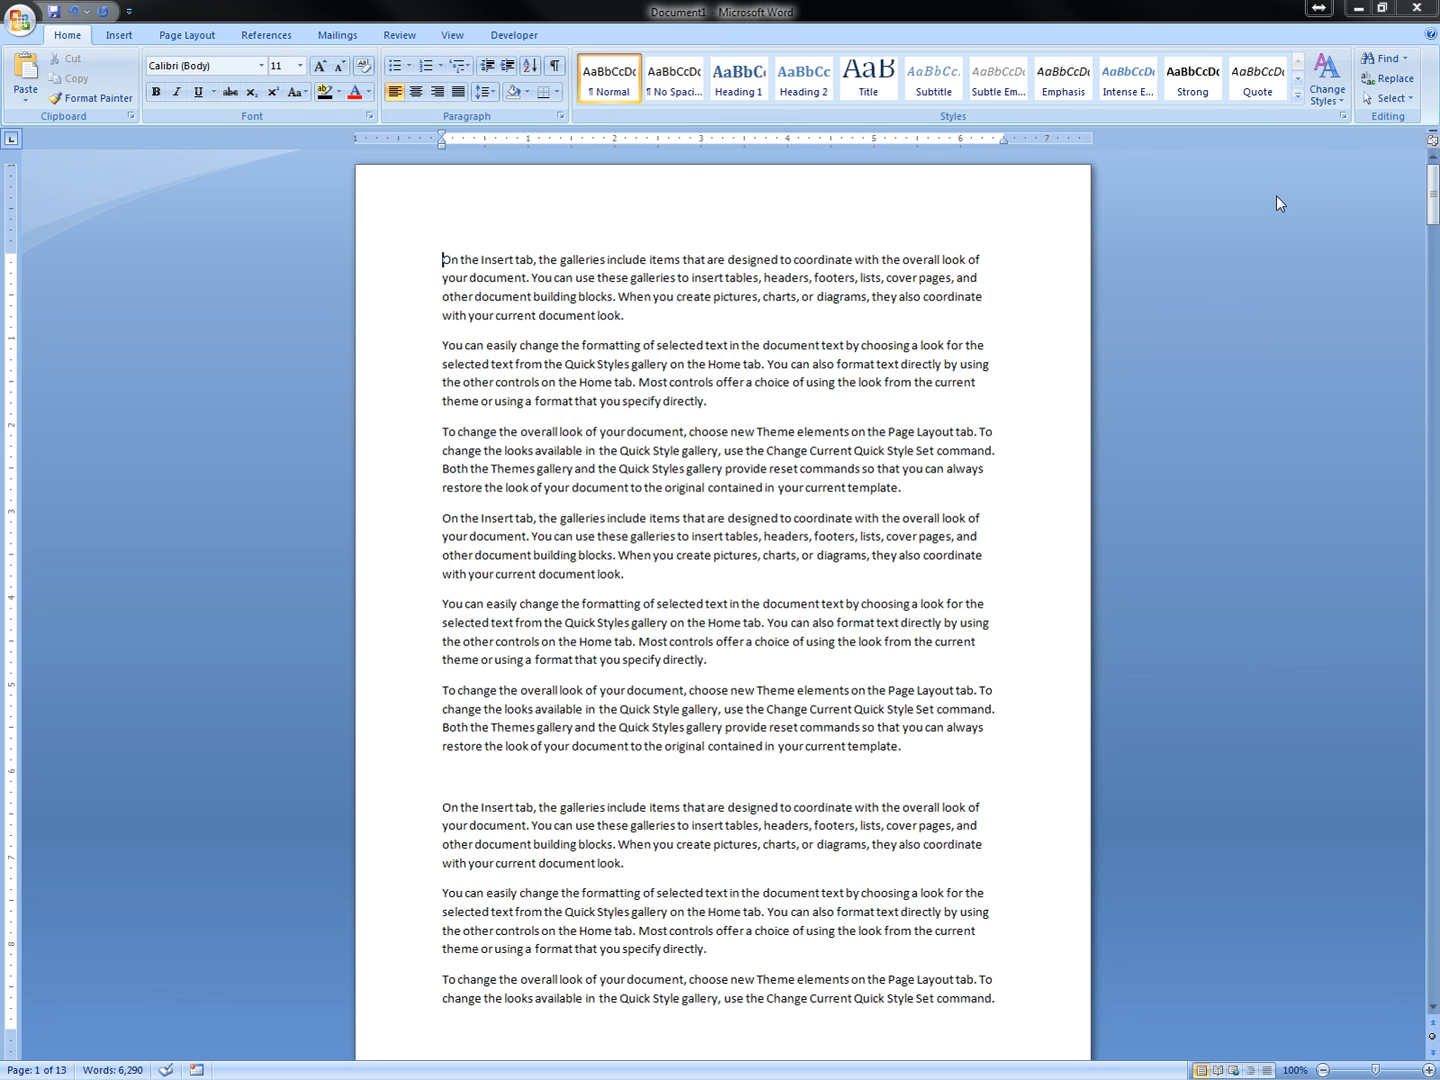 Document1 - Microsoft Word
Home Insert Page Layout References Mailings Review View Developer
Paste
Cut
Copy
Format Painter
Clipboard
Calibri (Body) 11
Font
Paragraph
AaBbCcDc AaBbCcDc AaBbC AaBbCc AaB AaBbCc. AaBbCcDc AaBbCcDc AaBbCcDc AaBbCcDc AaBbCcDc
¶ Normal ¶ No Spaci... Heading 1 Heading 2 Title Subtitle Subtle Em... Emphasis Intense E... Strong Quote
Change
Styles
Styles
Find
Replace
Select
Editing
1 1 2 3 4 5 6 7
On the Insert tab, the galleries include items that are designed to coordinate with the overall look of
your document. You can use these galleries to insert tables, headers, footers, lists, cover pages, and
other document building blocks. When you create pictures, charts, or diagrams, they also coordinate
with your current document look.
You can easily change the formatting of selected text in the document text by choosing a look for the
selected text from the Quick Styles gallery on the Home tab. You can also format text directly by using
the other controls on the Home tab. Most controls offer a choice of using the look from the current
theme or using a format that you specify directly.
To change the overall look of your document, choose new Theme elements on the Page Layout tab. To
change the looks available in the Quick Style gallery, use the Change Current Quick Style Set command.
Both the Themes gallery and the Quick Styles gallery provide reset commands so that you can always
restore the look of your document to the original contained in your current template.
On the Insert tab, the galleries include items that are designed to coordinate with the overall look of
your document. You can use these galleries to insert tables, headers, footers, lists, cover pages, and
other document building blocks. When you create pictures, charts, or diagrams, they also coordinate
with your current document look.
You can easily change the formatting of selected text in the document text by choosing a look for the
selected text from the Quick Styles gallery on the Home tab. You can also format text directly by using
the other controls on the Home tab. Most controls offer a choice of using the look from the current
theme or using a format that you specify directly.
To change the overall look of your document, choose new Theme elements on the Page Layout tab. To
change the looks available in the Quick Style gallery, use the Change Current Quick Style Set command.
Both the Themes gallery and the Quick Styles gallery provide reset commands so that you can always
restore the look of your document to the original contained in your current template.
On the Insert tab, the galleries include items that are designed to coordinate with the overall look of
your document. You can use these galleries to insert tables, headers, footers, lists, cover pages, and
other document building blocks. When you create pictures, charts, or diagrams, they also coordinate
with your current document look.
You can easily change the formatting of selected text in the document text by choosing a look for the
selected text from the Quick Styles gallery on the Home tab. You can also format text directly by using
the other controls on the Home tab. Most controls offer a choice of using the look from the current
theme or using a format that you specify directly.
To change the overall look of your document, choose new Theme elements on the Page Layout tab. To
change the looks available in the Quick Style gallery, use the Change Current Quick Style Set command.
Page: 1 of 13 Words: 6,290 100%